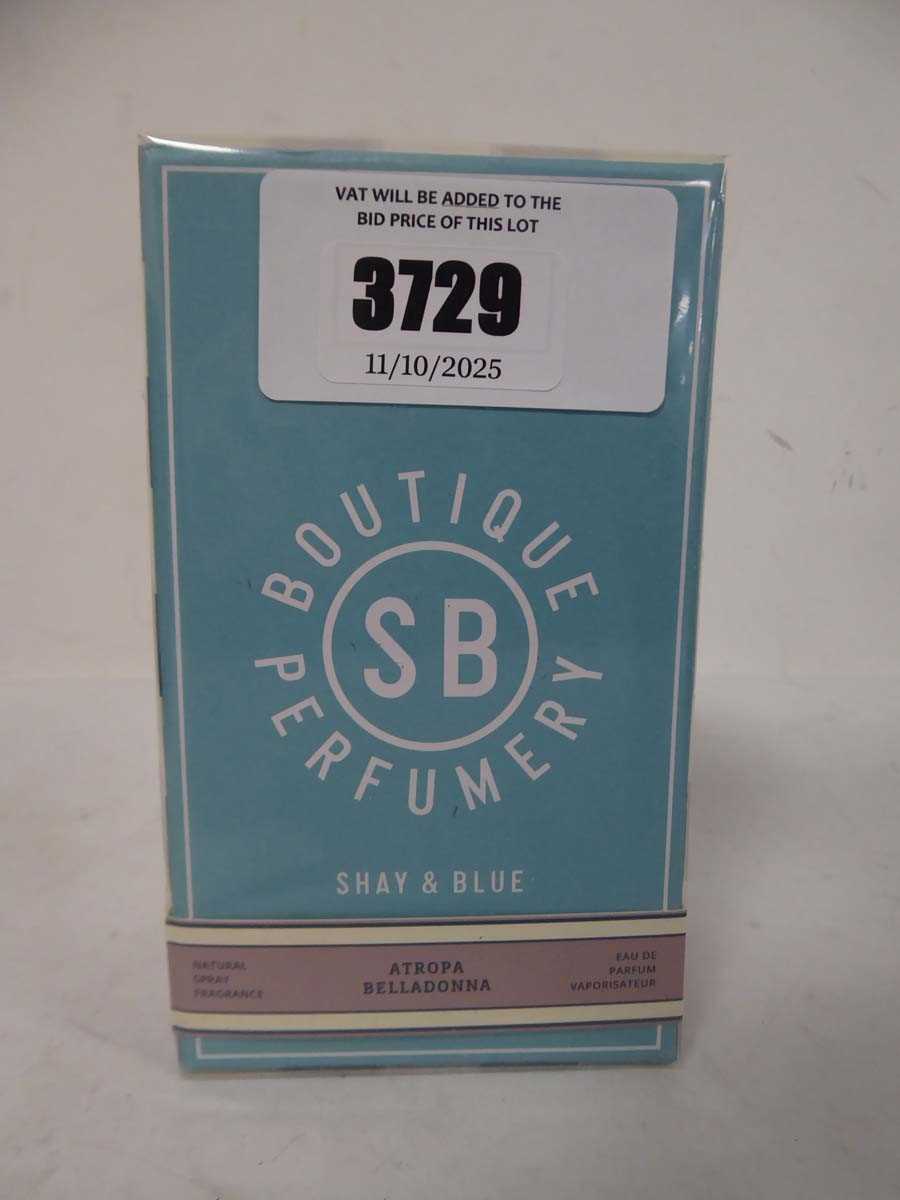 VAT WILL BE ADDED TO THE
BID PRICE OF THIS LOT
3729
11/10/2025
BOUTIQUE
SB
PERFUMERY
SHAY & BLUE
NATURAL
SPRAY
FRAGRANCE
ATROPA
BELLADONNA
EAU DE
PARFUM
VAPORISATEUR